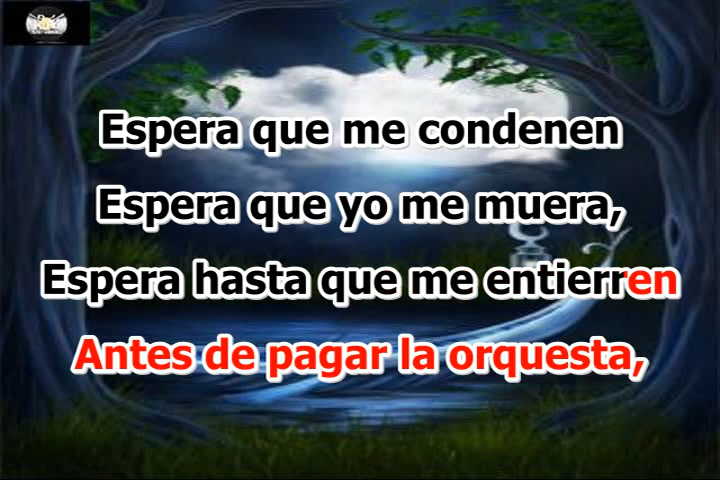 Espera que me condenen
Espera que yo me muera,
Espera hasta que me entierren
Antes de pagar la orquesta,